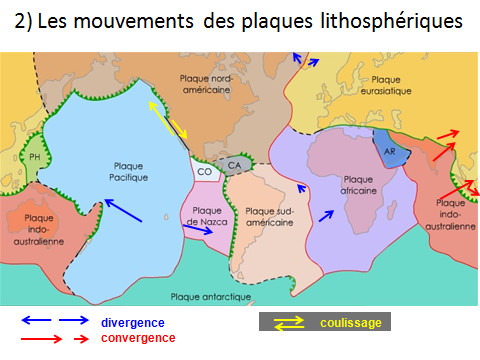 2) Les mouvements des plaques lithosphériques
Plaque nord-
américaine
Plaque
eurasiatique
PH
Plaque
Pacifique
CO
CA
AR
Plaque
africaine
Plaque
indo-
australienne
Plaque
de Nazca
Plaque sud-
américaine
Plaque
indo-
australienne
Plaque antarctique
divergence
convergence
coulissage